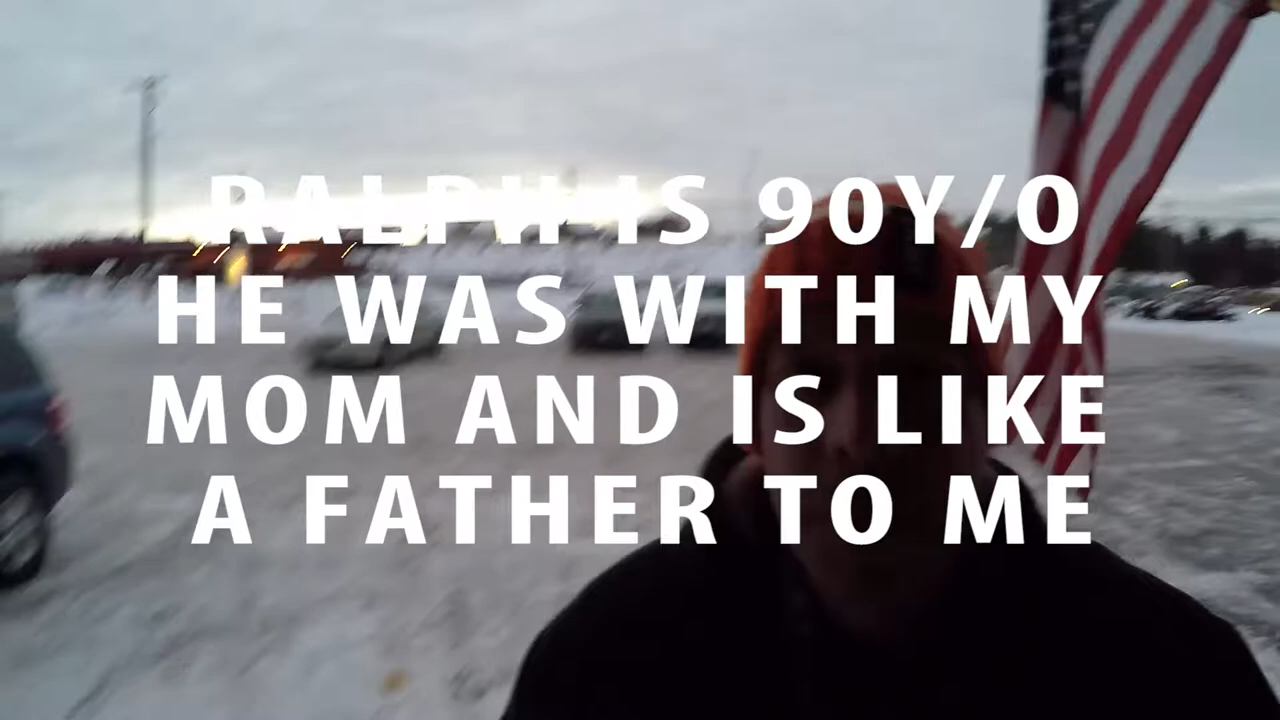 RALPH IS 90Y/O
HE WAS WITH MY
MOM AND IS LIKE
A FATHER TO ME